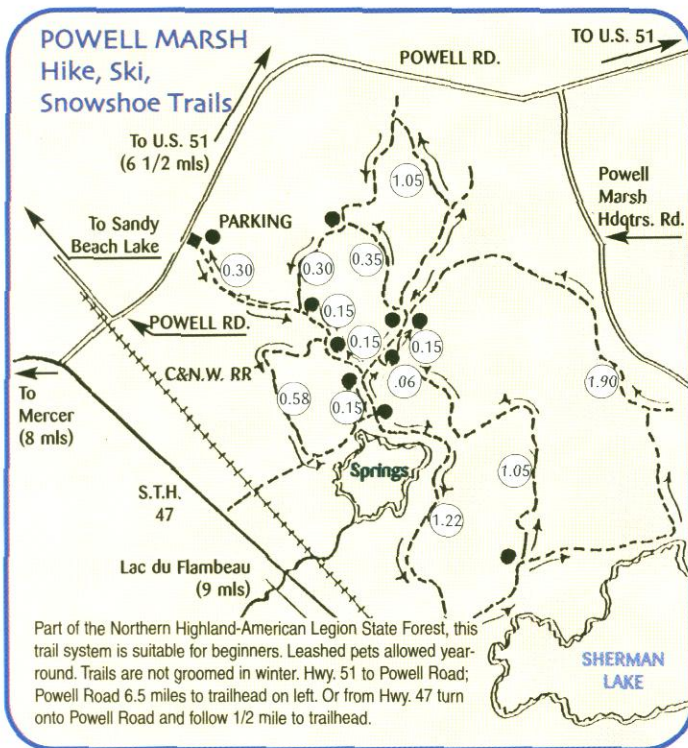 POWELL MARSH
Hike, Ski,
Snowshoe Trails
POWELL RD.
TO U.S. 51
To U.S. 51
(6 1/2 mls)
Powell
Marsh
Hdqtrs. Rd.
To Sandy
Beach Lake
PARKING
1.05
0.30
0.30
0.35
0.15
POWELL RD.
0.15
0.15
C&N.W. RR
.06
To
Mercer
(8 mls)
0.58
0.15
1.90
S.T.H.
47
Springs
1.05
1.22
Lac du Flambeau
(9 mls)
SHERMAN
LAKE
Part of the Northern Highland-American Legion State Forest, this
trail system is suitable for beginners. Leashed pets allowed year-
round. Trails are not groomed in winter. Hwy. 51 to Powell Road;
Powell Road 6.5 miles to trailhead on left. Or from Hwy. 47 turn
onto Powell Road and follow 1/2 mile to trailhead.